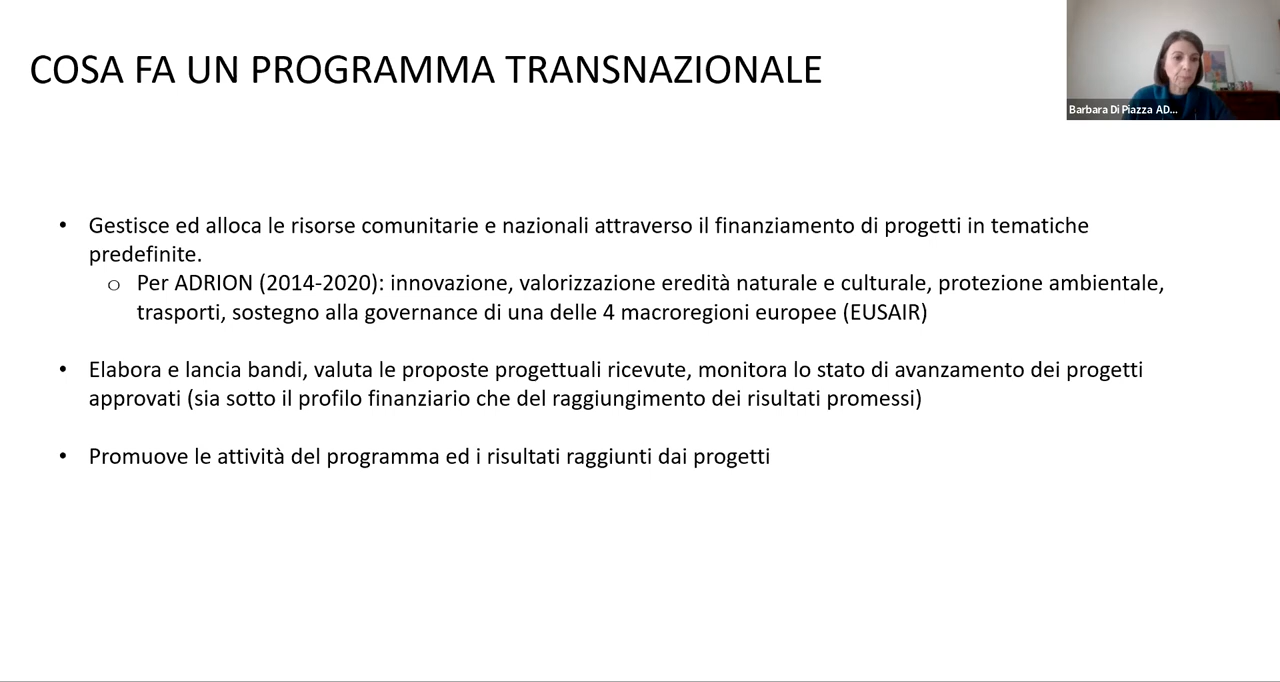 COSA FA UN PROGRAMMA TRANSNAZIONALE
Barbara Di Piazza AD...
• Gestisce ed alloca le risorse comunitarie e nazionali attraverso il finanziamento di progetti in tematiche
predefinite.
o Per ADRION (2014-2020): innovazione, valorizzazione eredità naturale e culturale, protezione ambientale,
trasporti, sostegno alla governance di una delle 4 macroregioni europee (EUSAIR)
• Elabora e lancia bandi, valuta le proposte progettuali ricevute, monitora lo stato di avanzamento dei progetti
approvati (sia sotto il profilo finanziario che del raggiungimento dei risultati promessi)
• Promuove le attività del programma ed i risultati raggiunti dai progetti